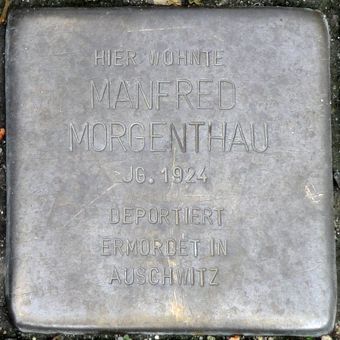 HIER WOHNTE
MANFRED
MORGENTHAU
JG. 1924
DEPORTIERT
ERMORDET IN
AUSCHWITZ